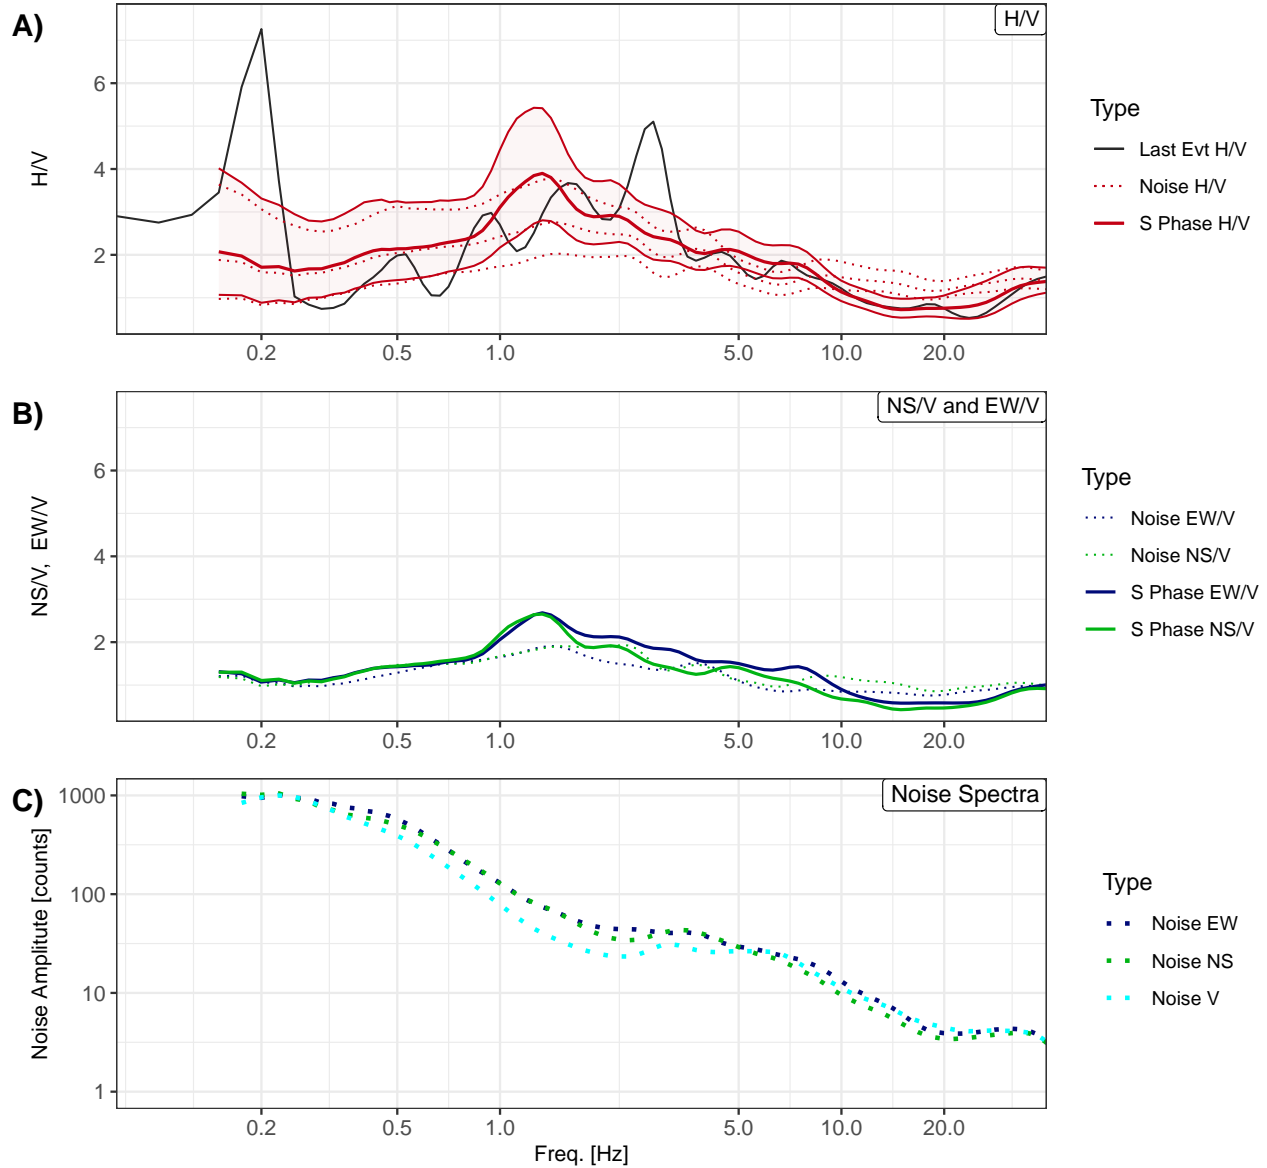 A)
H/V
H/V
6
4
2
0.2 0.5 1.0 5.0 10.0 20.0
Type
Last Evt H/V
Noise H/V
S Phase H/V
B)
NS/V and EW/V
NS/V, EW/V
6
4
2
0.2 0.5 1.0 5.0 10.0 20.0
Type
Noise EW/V
Noise NS/V
S Phase EW/V
S Phase NS/V
C)
Noise Spectra
Noise Amplitute [counts]
1000
100
10
1
0.2 0.5 1.0 5.0 10.0 20.0
Freq. [Hz]
Type
Noise EW
Noise NS
Noise V